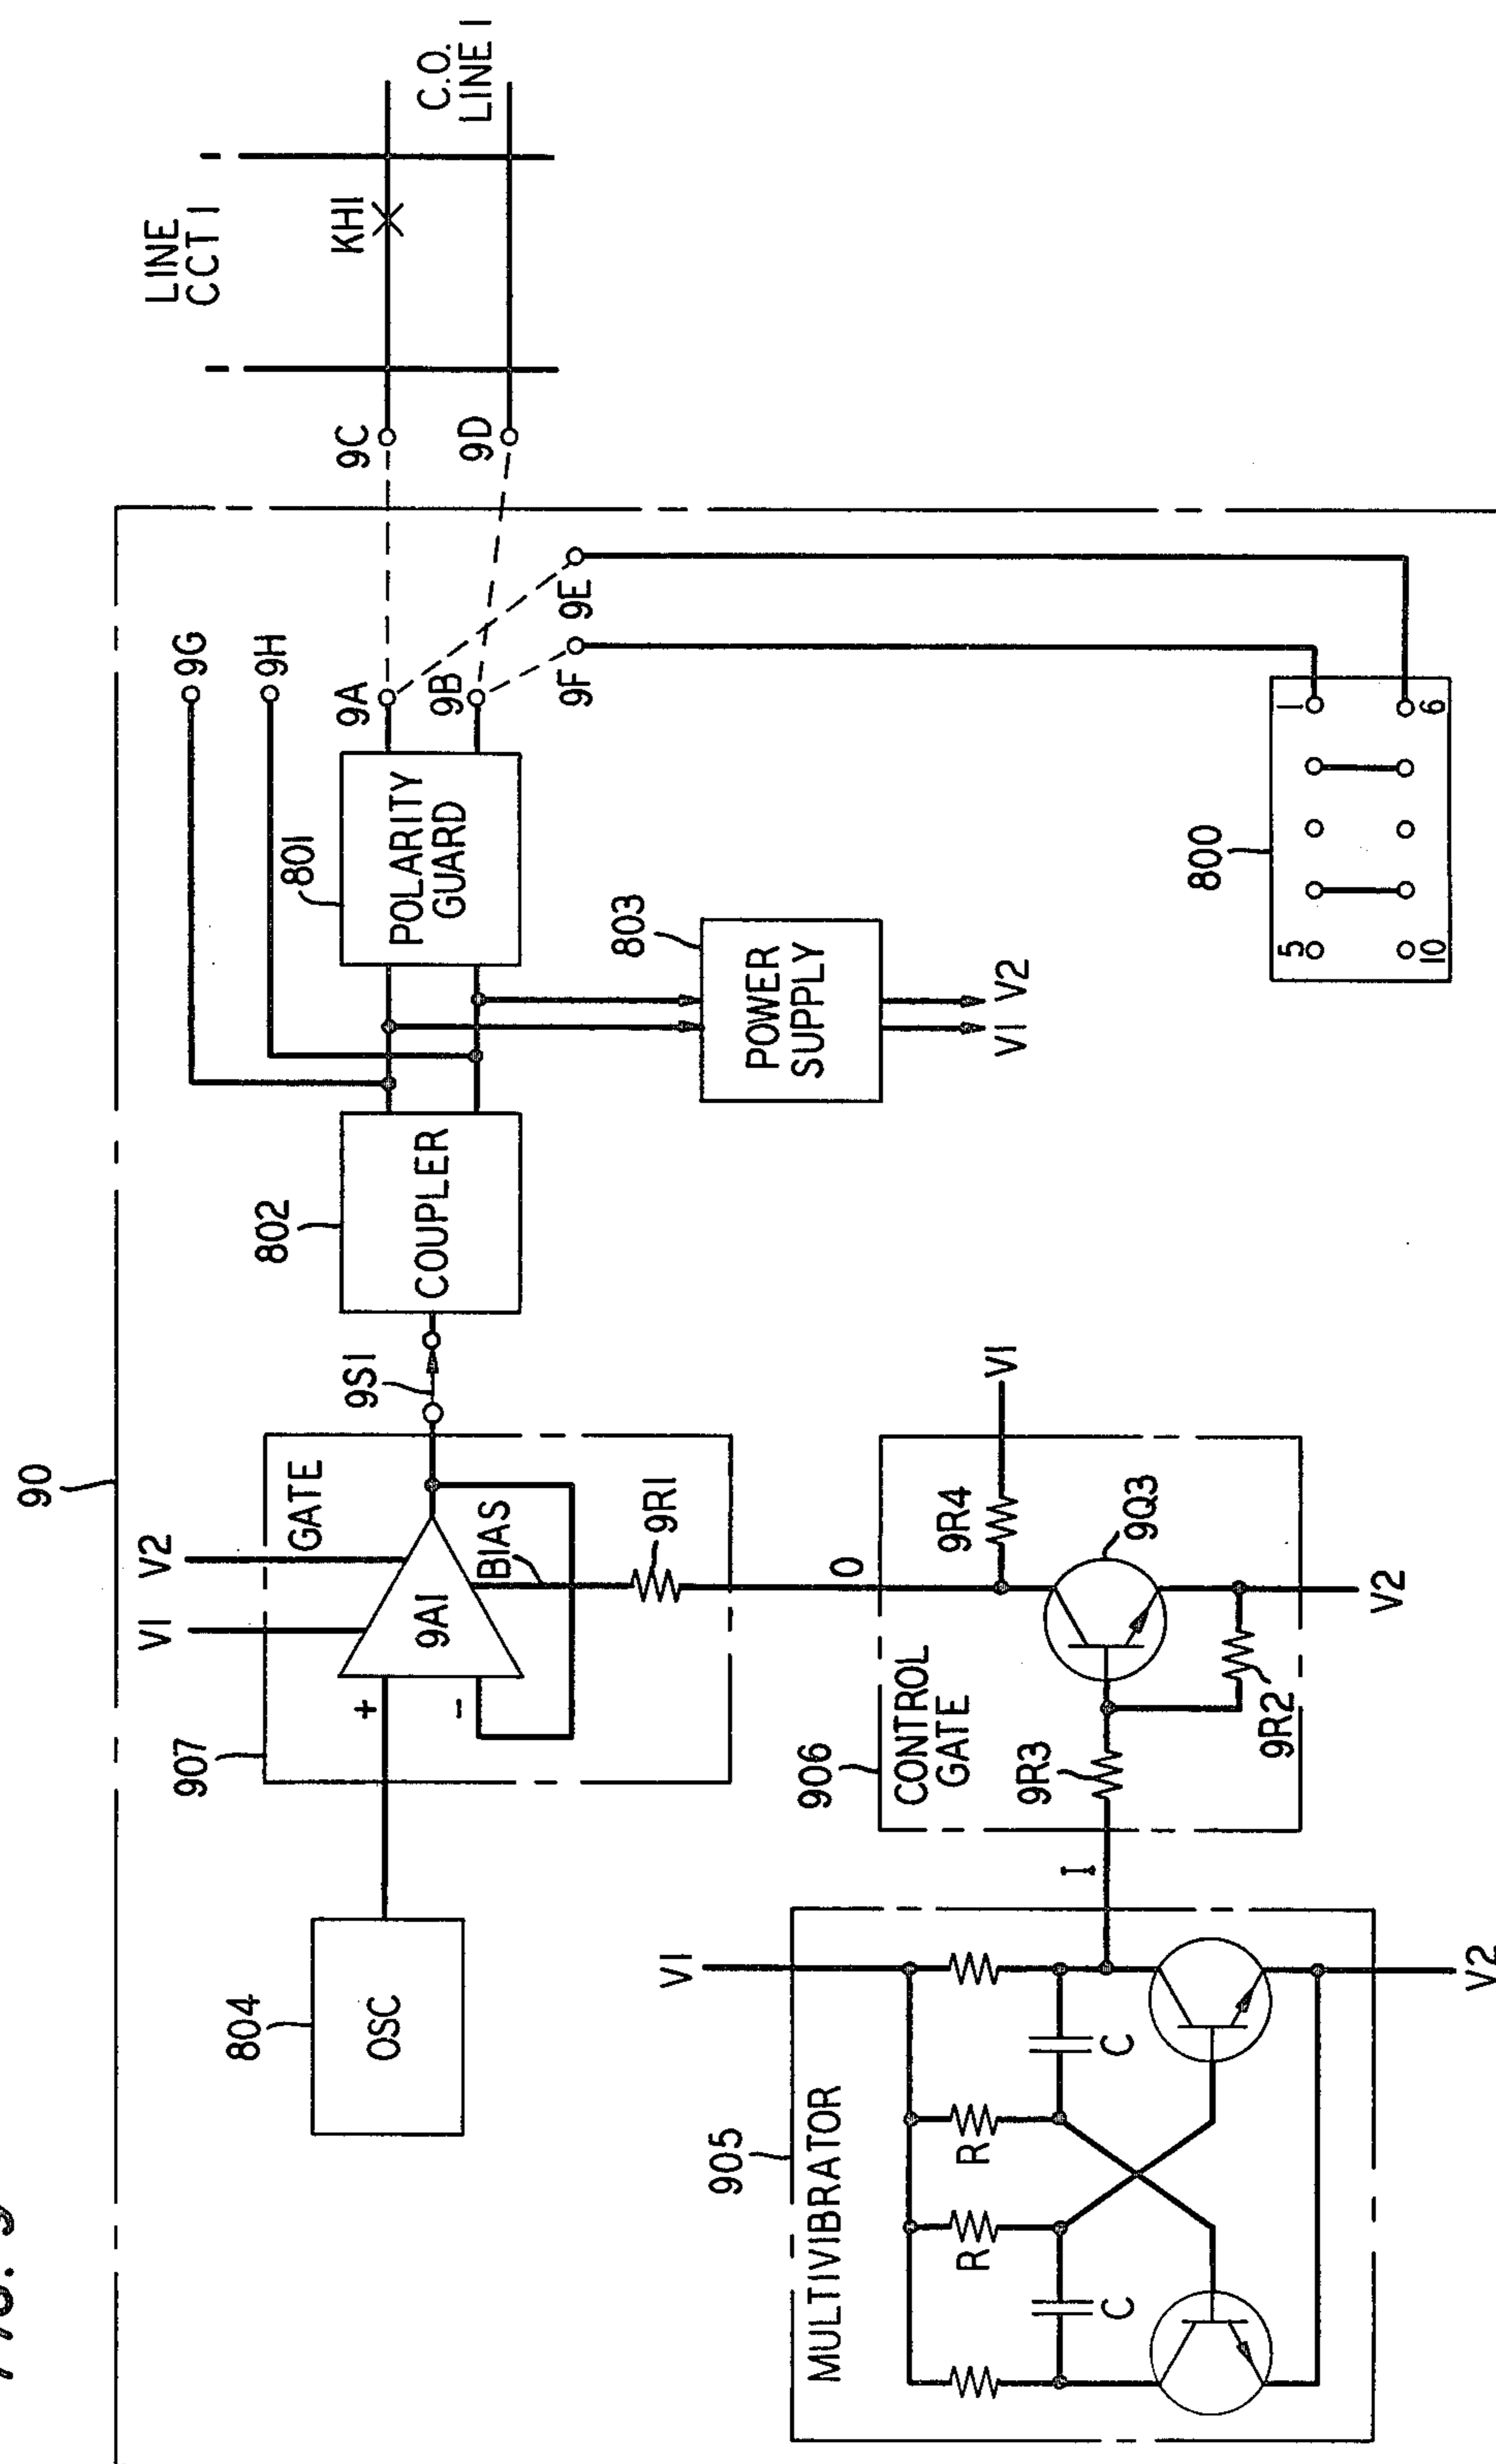 FIG. 9
90
LINE
CCT 1
KH1
C.O.
LINE 1
9C
9D
9G
9H
9A
9B
9E
9F
801
POLARITY
GUARD
803
POWER
SUPPLY
V1 V2
802
COUPLER
9S1
V1
V2
907
GATE
+
-
9A1
BIAS
9R1
804
OSC
O
906
CONTROL
GATE
9R4
V1
9Q3
9R3
9R2
V2
I
905
MULTIVIBRATOR
V1
R
R
C
C
V2
800
5
1
10
6